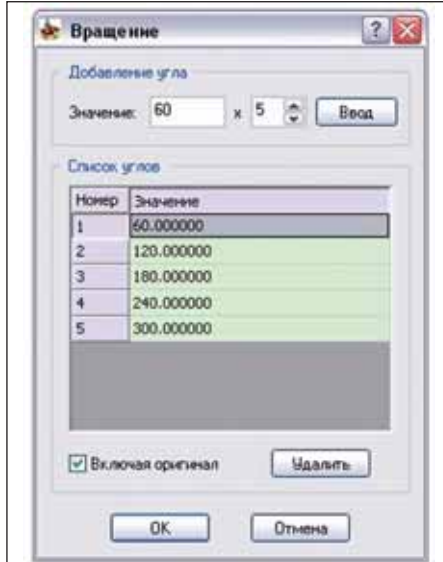 Вращение
Добавление угла
Значение: 60 x 5 Ввод
Список углов
Номер Значение
1 60.000000
2 120.000000
3 180.000000
4 240.000000
5 300.000000
Включая оригинал Удалить
OK Отмена